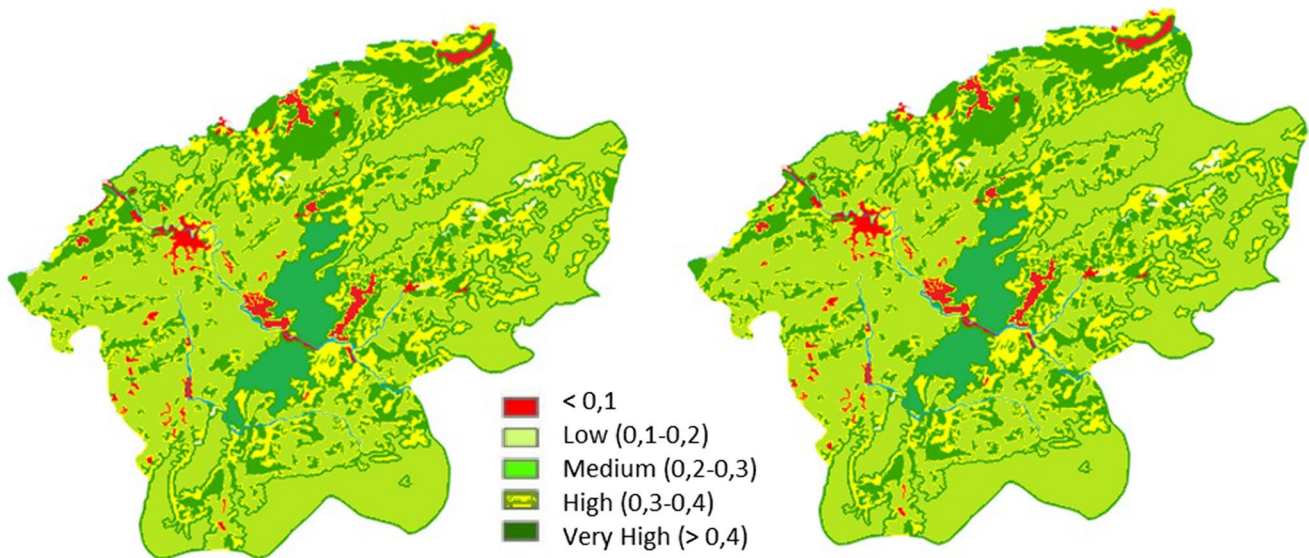 < 0,1
Low (0,1-0,2)
Medium (0,2-0,3)
High (0,3-0,4)
Very High (> 0,4)